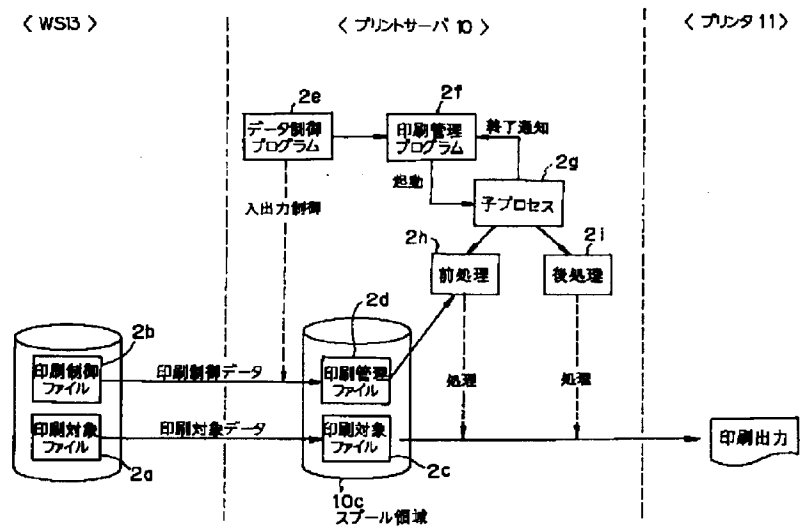 〈 WS13 〉
〈 プリントサーバ 10 〉
〈 プリンタ 11 〉
2e
2f
データ制御
プログラム
印刷管理
プログラム
終了通知
2g
起動
子プロセス
入出力制御
2h
2i
前処理
後処理
2d
2b
印刷制御
ファイル
印刷制御データ
印刷管理
ファイル
処理
処理
印刷対象
ファイル
印刷対象データ
印刷対象
ファイル
印刷出力
2a
2c
10c
スプール領域